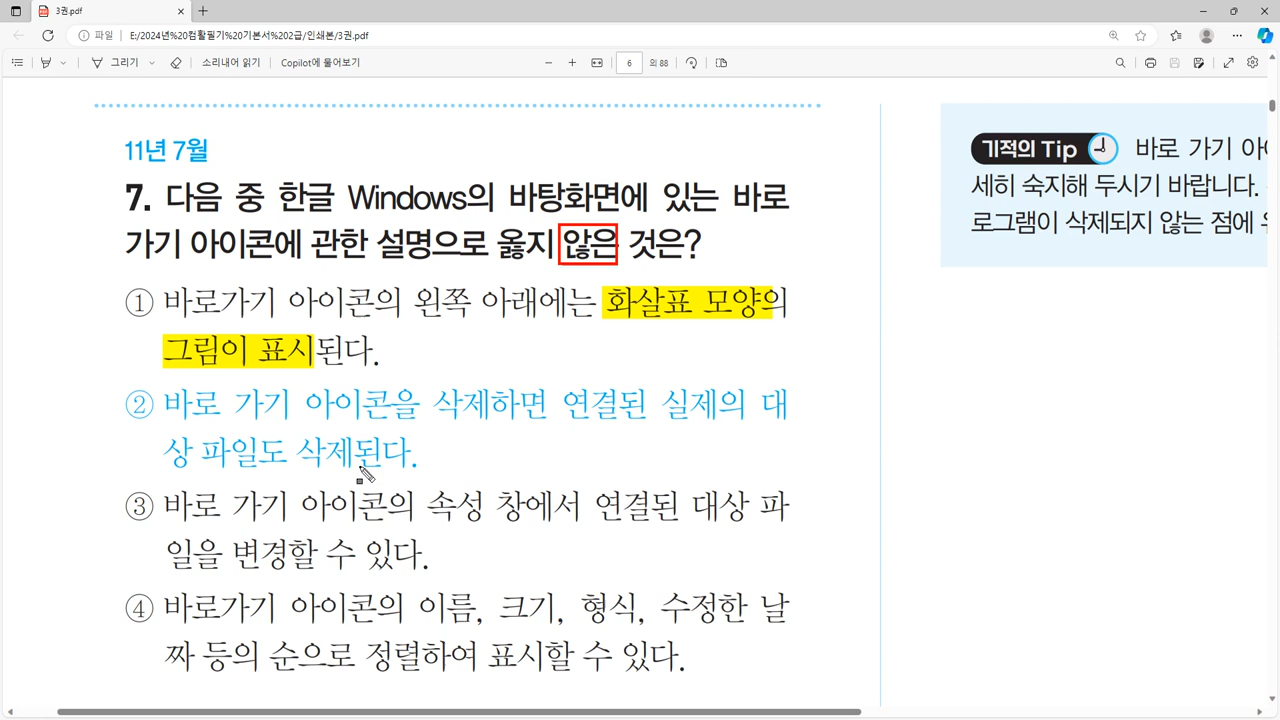 3권.pdf
파일 E:/2024년%20컴활필기%20기본서%202급/인쇄본/3권.pdf
그리기 소리내어 읽기 Copilot에 물어보기 6 의 88
11년 7월
7. 다음 중 한글 Windows의 바탕화면에 있는 바로
가기 아이콘에 관한 설명으로 옳지 않은 것은?
① 바로가기 아이콘의 왼쪽 아래에는 화살표 모양의
그림이 표시된다.
② 바로 가기 아이콘을 삭제하면 연결된 실제의 대
상 파일도 삭제된다.
③ 바로 가기 아이콘의 속성 창에서 연결된 대상 파
일을 변경할 수 있다.
④ 바로가기 아이콘의 이름, 크기, 형식, 수정한 날
짜 등의 순으로 정렬하여 표시할 수 있다.
기적의 Tip 바로 가기
세히 숙지해 두시기 바랍니다.
로그램이 삭제되지 않는 점에